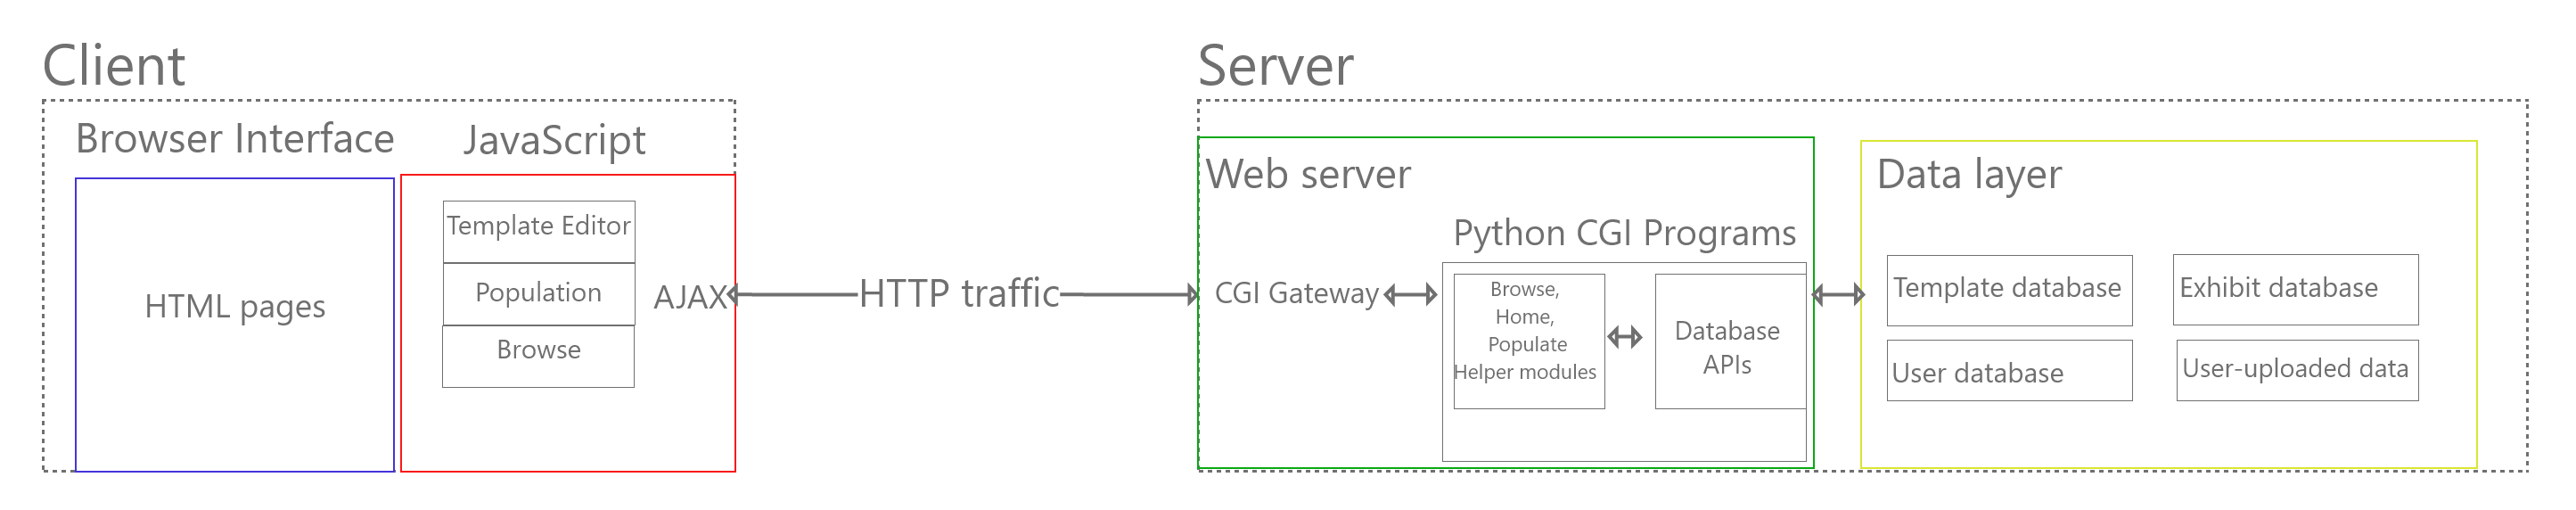 Client
Browser Interface
JavaScript
HTML pages
Template Editor
Population
Browse
AJAX
HTTP traffic
Server
Web server
CGI Gateway
Python CGI Programs
Browse,
Home,
Populate
Helper modules
Database
APIs
Data layer
Template database
Exhibit database
User database
User-uploaded data